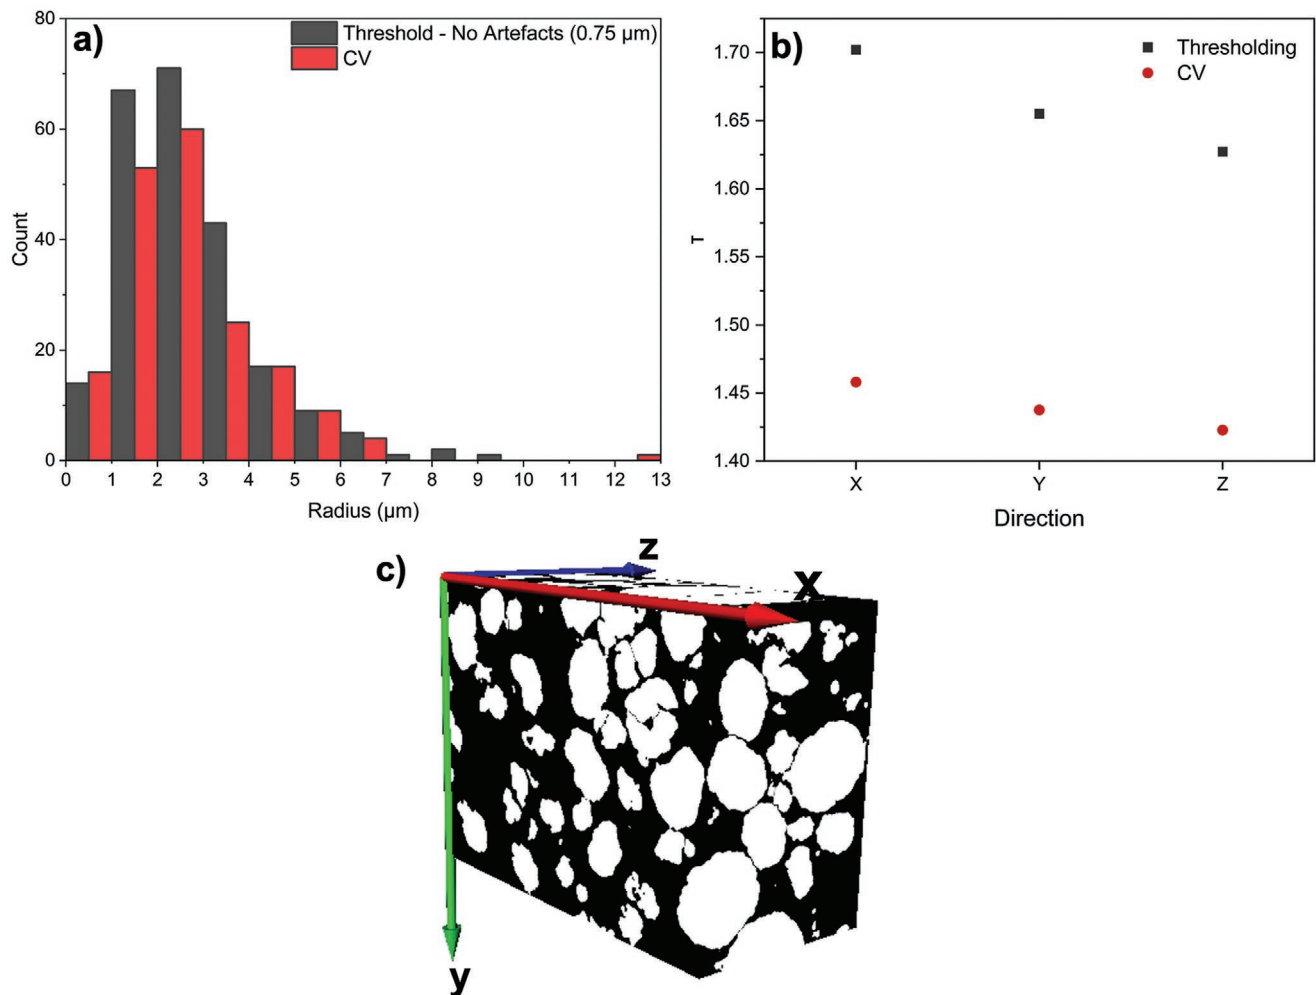 a)
Threshold - No Artefacts (0.75 µm)
CV
80
60
40
20
0
Count
0 1 2 3 4 5 6 7 8 9 10 11 12 13
Radius (µm)
b)
Thresholding
CV
1.70
1.65
1.60
1.55
1.50
1.45
1.40
τ
X Y Z
Direction
c)
z
x
y